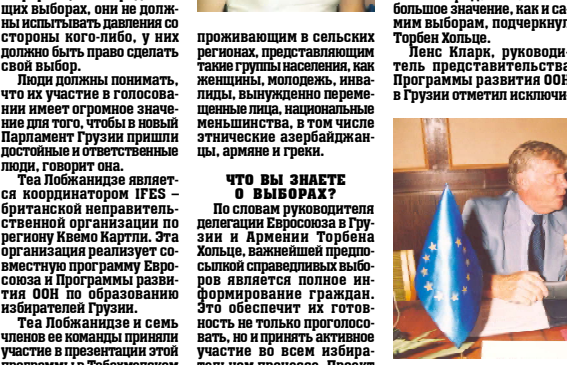 щих выборах, они не долж-
ны испытывать давления со
стороны кого-либо, у них
должно быть право сделать
свой выбор.
Люди должны понимать,
что их участие в голосова-
нии имеет огромное значе-
ние для того, чтобы в новый
Парламент Грузии пришли
достойные и ответственные
люди, говорит она.
Теа Лобжанидзе являет-
ся координатором IFES –
британской неправитель-
ственной организации по
региону Квемо Картли. Эта
организация реализует со-
вместную программу Евро-
союза и Программы разви-
тия ООН по образованию
избирателей Грузии.
Теа Лобжанидзе и семь
членов ее команды приняли
участие в презентации этой
программы в
проживающим в сельских
регионах, представляющим
такие группы населения, как
женщины, молодежь, инва-
лиды, вынужденно переме-
щенные лица, национальные
меньшинства, в том числе
этнические азербайджан-
цы, армяне и греки.
ЧТО ВЫ ЗНАЕТЕ
О ВЫБОРАХ?
По словам руководителя
делегации Евросоюза в Гру-
зии и Армении Торбена
Хольце, важнейшей предпо-
сылкой справедливых выбо-
ров является полное ин-
формирование граждан.
Это обеспечит их готов-
ность не только проголосо-
вать, но и принять активное
участие во всем избира-
тельном процессе. Проект
большое значение, как и са-
мим выборам, подчеркнул
Торбен Хольце.
Ленс Кларк, руководи-
тель представительства
Программы развития ООН
в Грузии отметил исключи-